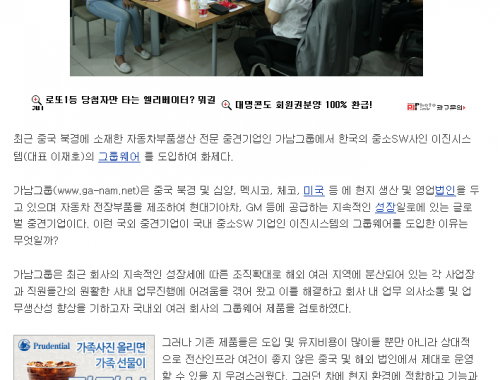 로또1등 당첨자만 타는 엘리베이터? 뭐길
대명콘도 회원권분양 100% 환급!
광고문의
최근 중국 북경에 소재한 자동차부품생산 전문 중견기업인 가남그룹에서 한국의 중소SW사인 이진시스
템(대표 이재호)의 그룹웨어 를 도입하여 화제다.
가남그룹(www.ga-nam.net)은 중국 북경 및 심양, 멕시코, 체코, 미국 등 에 현지 생산 및 영업법인을 두
고 있으며 자동차 전장부품을 제조하여 현대기아차, GM 등에 공급하는 지속적인 성장일로에 있는 글로
벌 중견기업이다. 이런 국외 중견기업이 국내 중소SW 기업인 이진시스템의 그룹웨어를 도입한 이유는
무엇일까?
가남그룹은 최근 회사의 지속적인 성장세에 따른 조직확대로 해외 여러 지역에 분산되어 있는 각 사업장
과 직원들간의 원활한 사내 업무진행에 어려움을 겪어 왔고 이를 해결하고 회사 내 업무 의사소통 및 업
무생산성 향상을 기하고자 국내외 여러 회사의 그룹웨어 제품을 검토하였다.
Prudential
가족사진 올리면
가족 선물이
그러나 기존 제품들은 도입 및 유지비용이 많이들 뿐만 아니라 상대적
으로 전산인프라 여건이 좋지 않은 중국 및 해외 법인에서 제대로 운영
할 수 있을 지 우려스러웠다. 그러던 차에 현지 환경에 적합하고 기능과